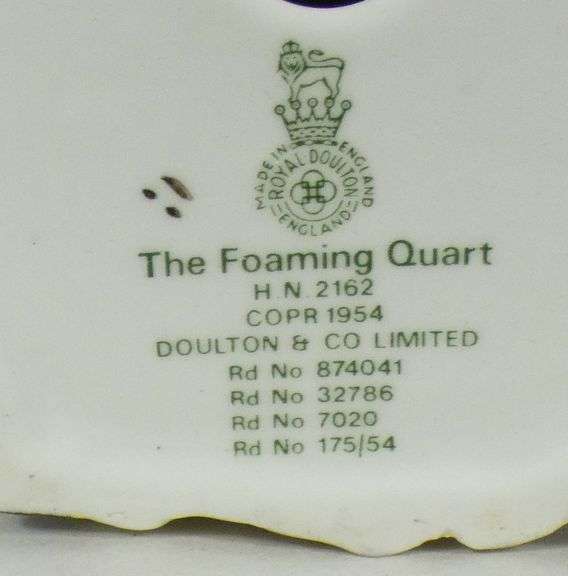 MADE IN ENGLAND
ROYAL DOULTON
ENGLAND
The Foaming Quart
H.N. 2162
COPR 1954
DOULTON & CO LIMITED
Rd No 874041
Rd No 32786
Rd No 7020
Rd No 175/54